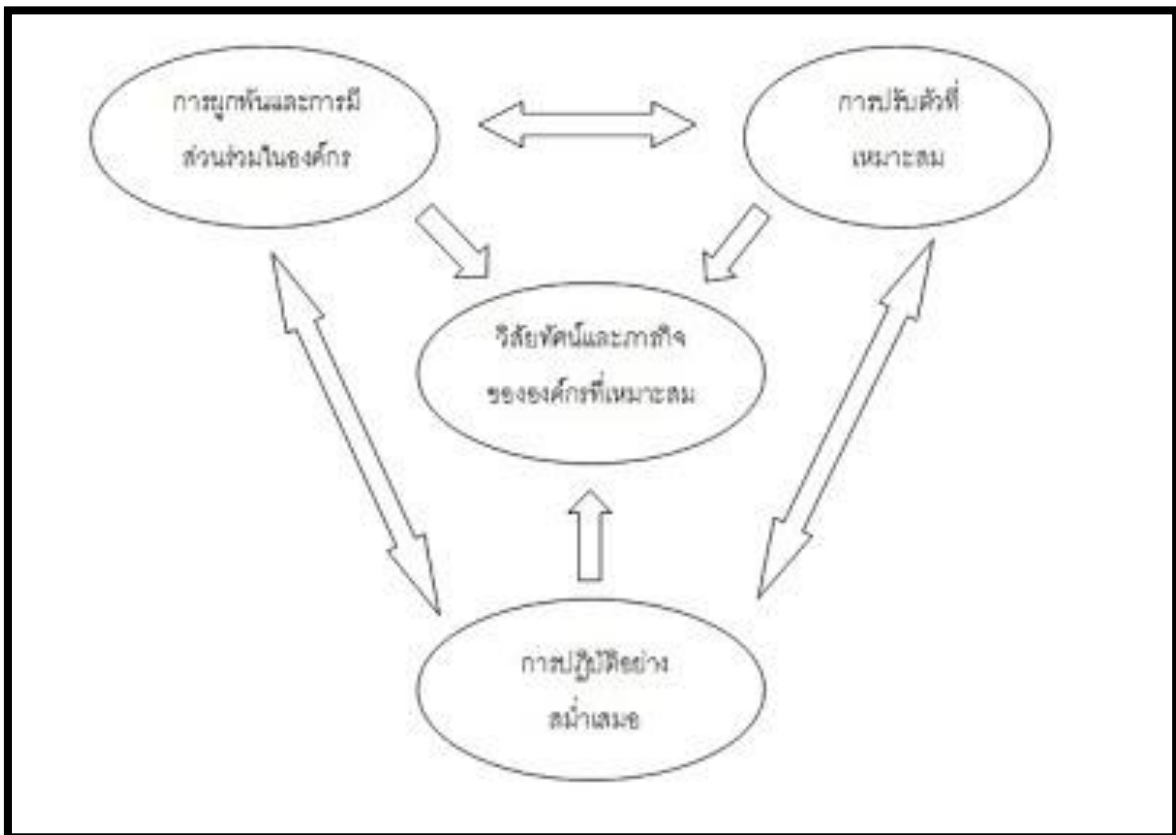 การผูกพันและการมี
ส่วนร่วมในองค์กร
การปรับตัวที่
เหมาะสม
วิสัยทัศน์และภารกิจ
ขององค์กรที่เหมาะสม
การปฏิบัติอย่าง
สม่ำเสมอ